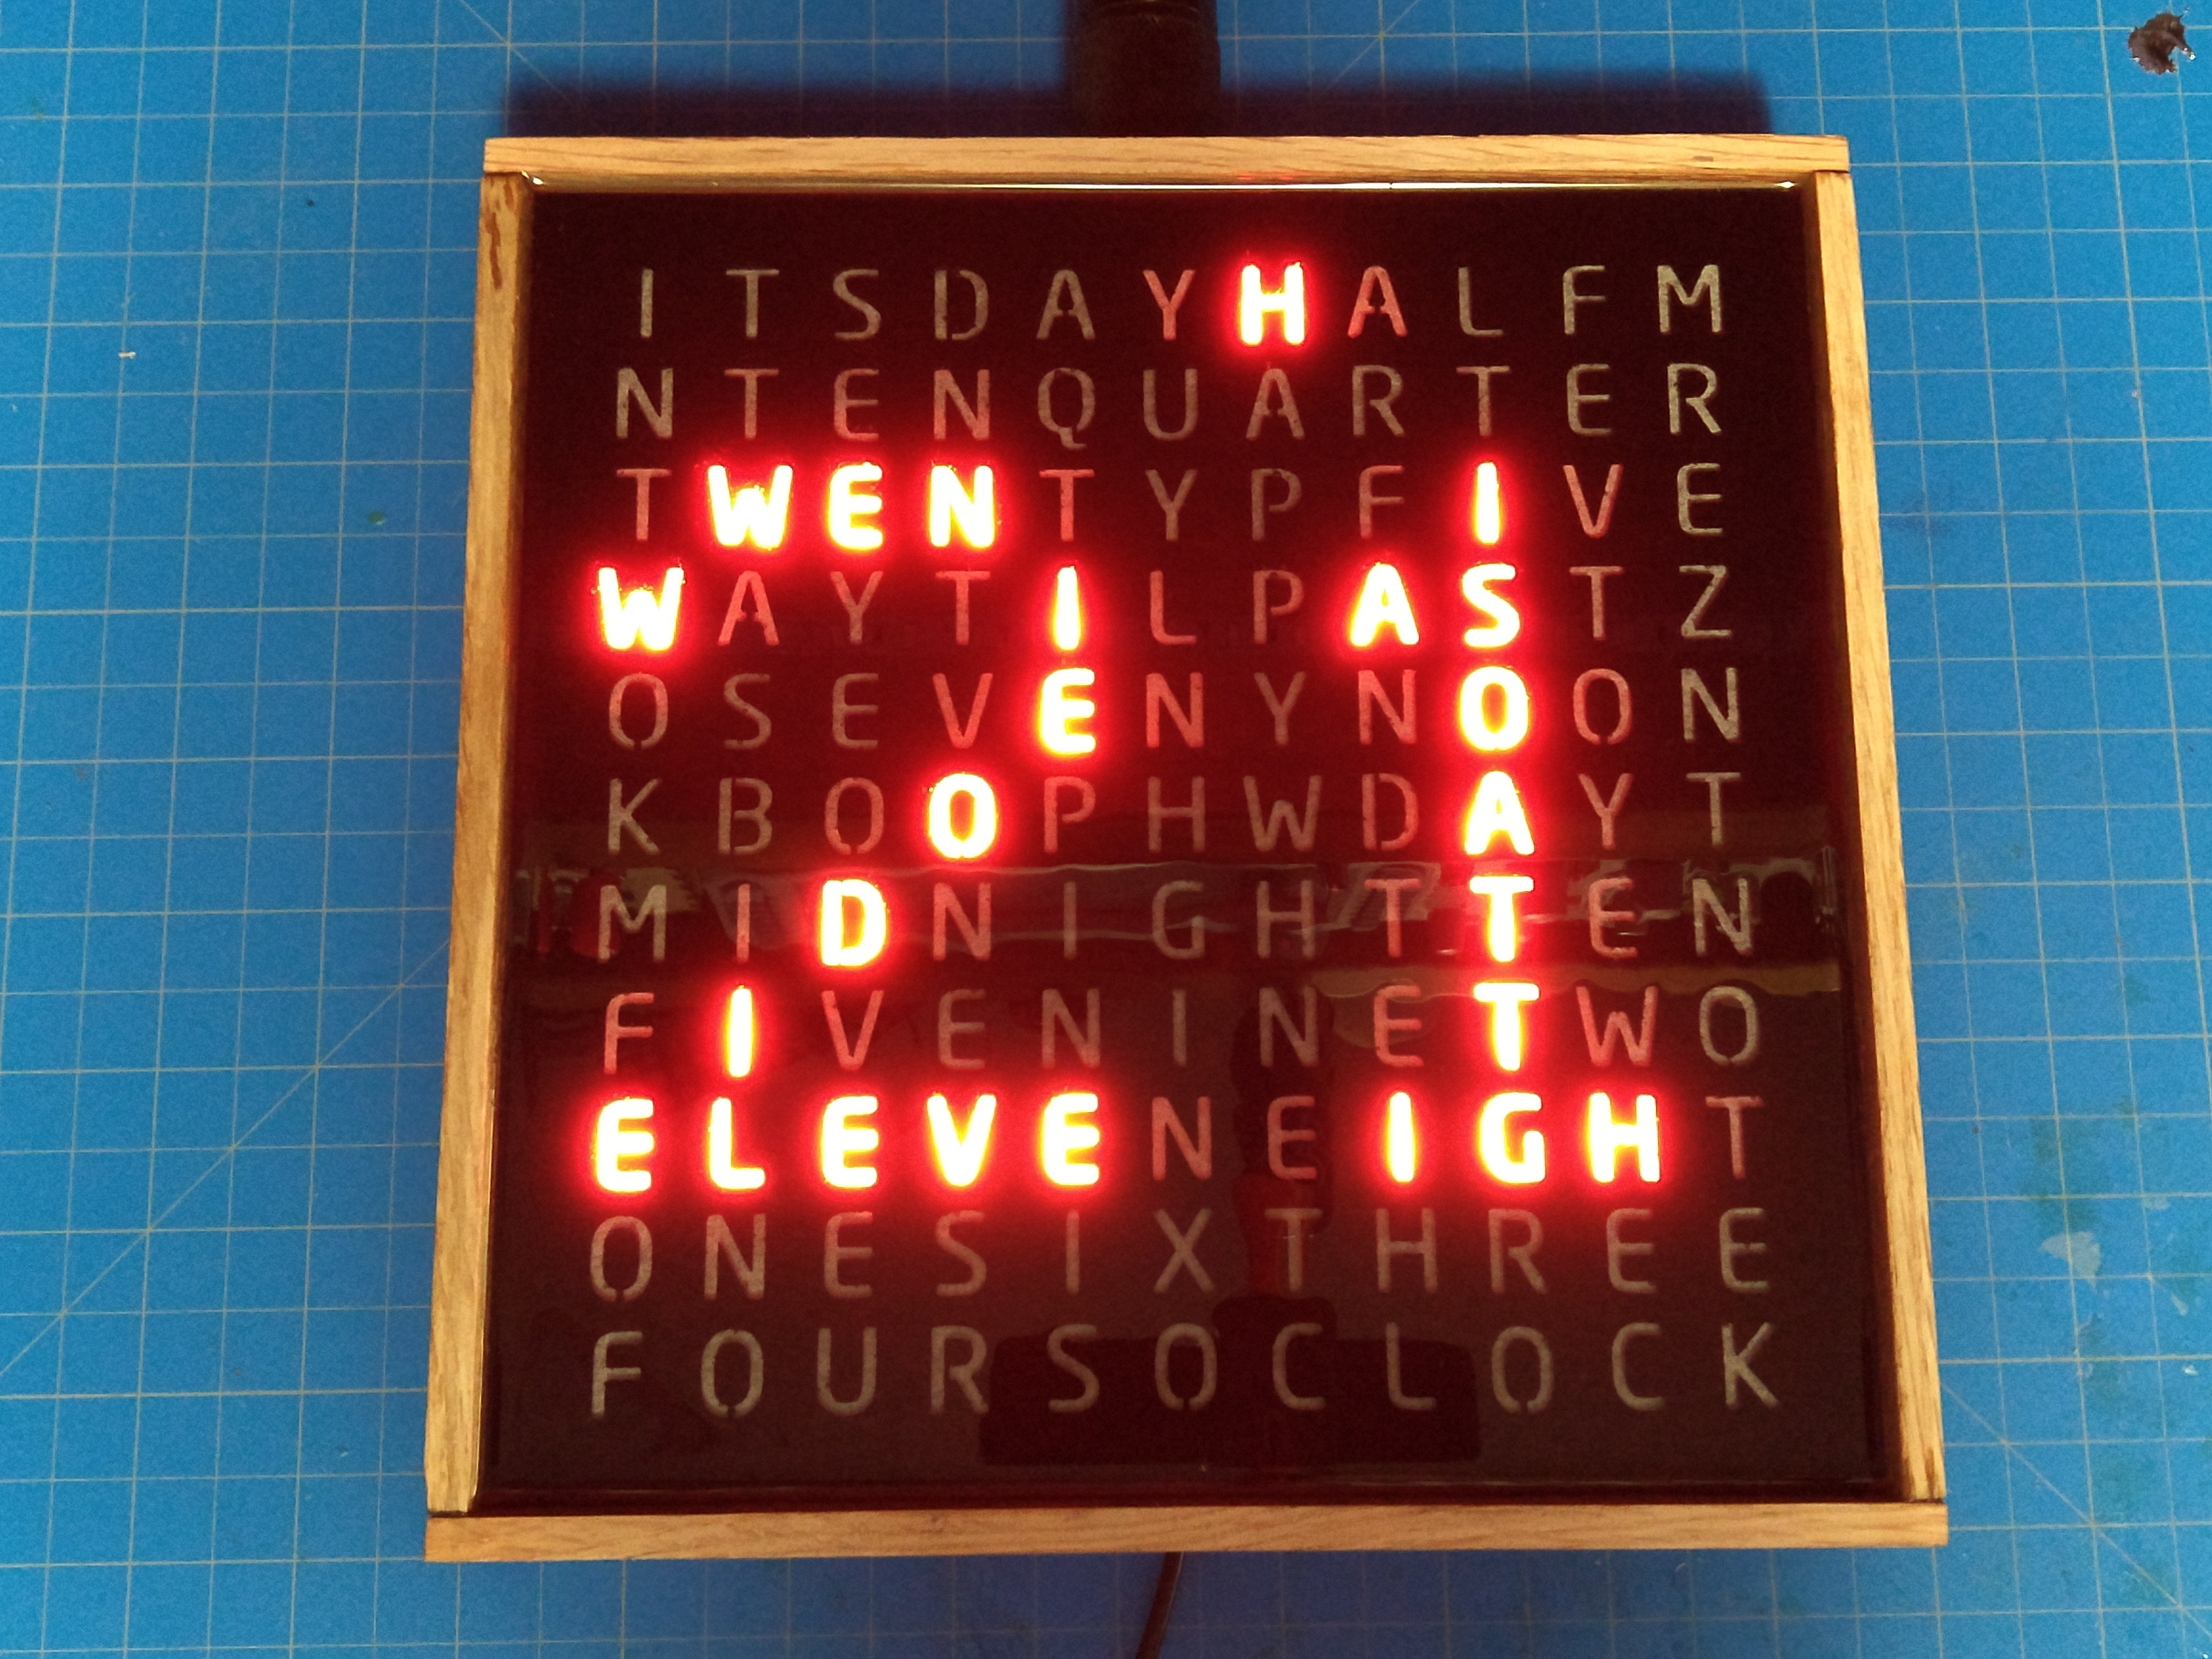 ITSDAYHALFM
NTENQUARTER
TWENTYPFIVE
WAYTILPASTZ
OSEVENYNOON
KBOOPHWDAYT
MIDNIGHTTEN
FIVENINETWO
ELEVENEIGHT
ONESIXTHREE
FOURSOCLOCK